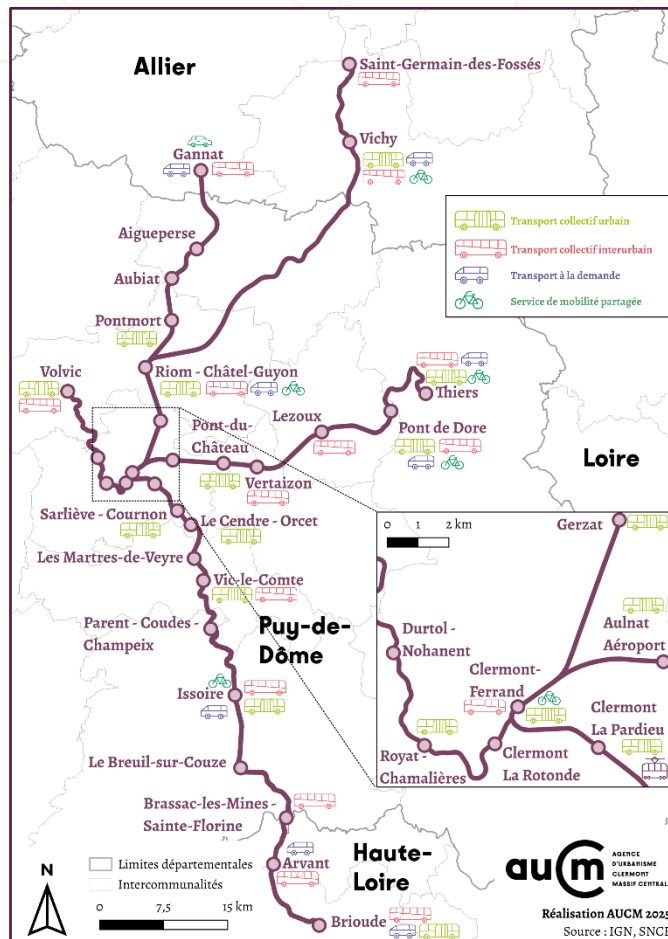 Allier
Saint-Germain-des-Fossés
Vichy
Gannat
Aigueperse
Aubiat
Pontmort
Transport collectif urbain
Transport collectif interurbain
Transport à la demande
Service de mobilité partagée
Volvic
Riom - Châtel-Guyon
Thiers
Lezoux
Pont-du-
Château
Pont de Dore
Vertaizon
Loire
Sarliève - Cournon
Le Cendre - Orcet
Les Martres-de-Veyre
Vic-le-Comte
Parent - Coudes -
Champeix
Puy-de-
Dôme
Issoire
Le Breuil-sur-Couze
Brassac-les-Mines -
Sainte-Florine
Arvant
Haute-
Loire
Brioude
0 1 2 km
Gerzat
Aulnat
Aéroport
Durtol -
Nohanent
Clermont-
Ferrand
Clermont
La Pardieu
Royat -
Chamalières
Clermont
La Rotonde
N
Limites départementales
Intercommunalités
0 7,5 15 km
aucm
AGENCE
D'URBANISME
CLERMONT
MASSIF CENTRAL
Réalisation AUCM 2025
Source : IGN, SNCF